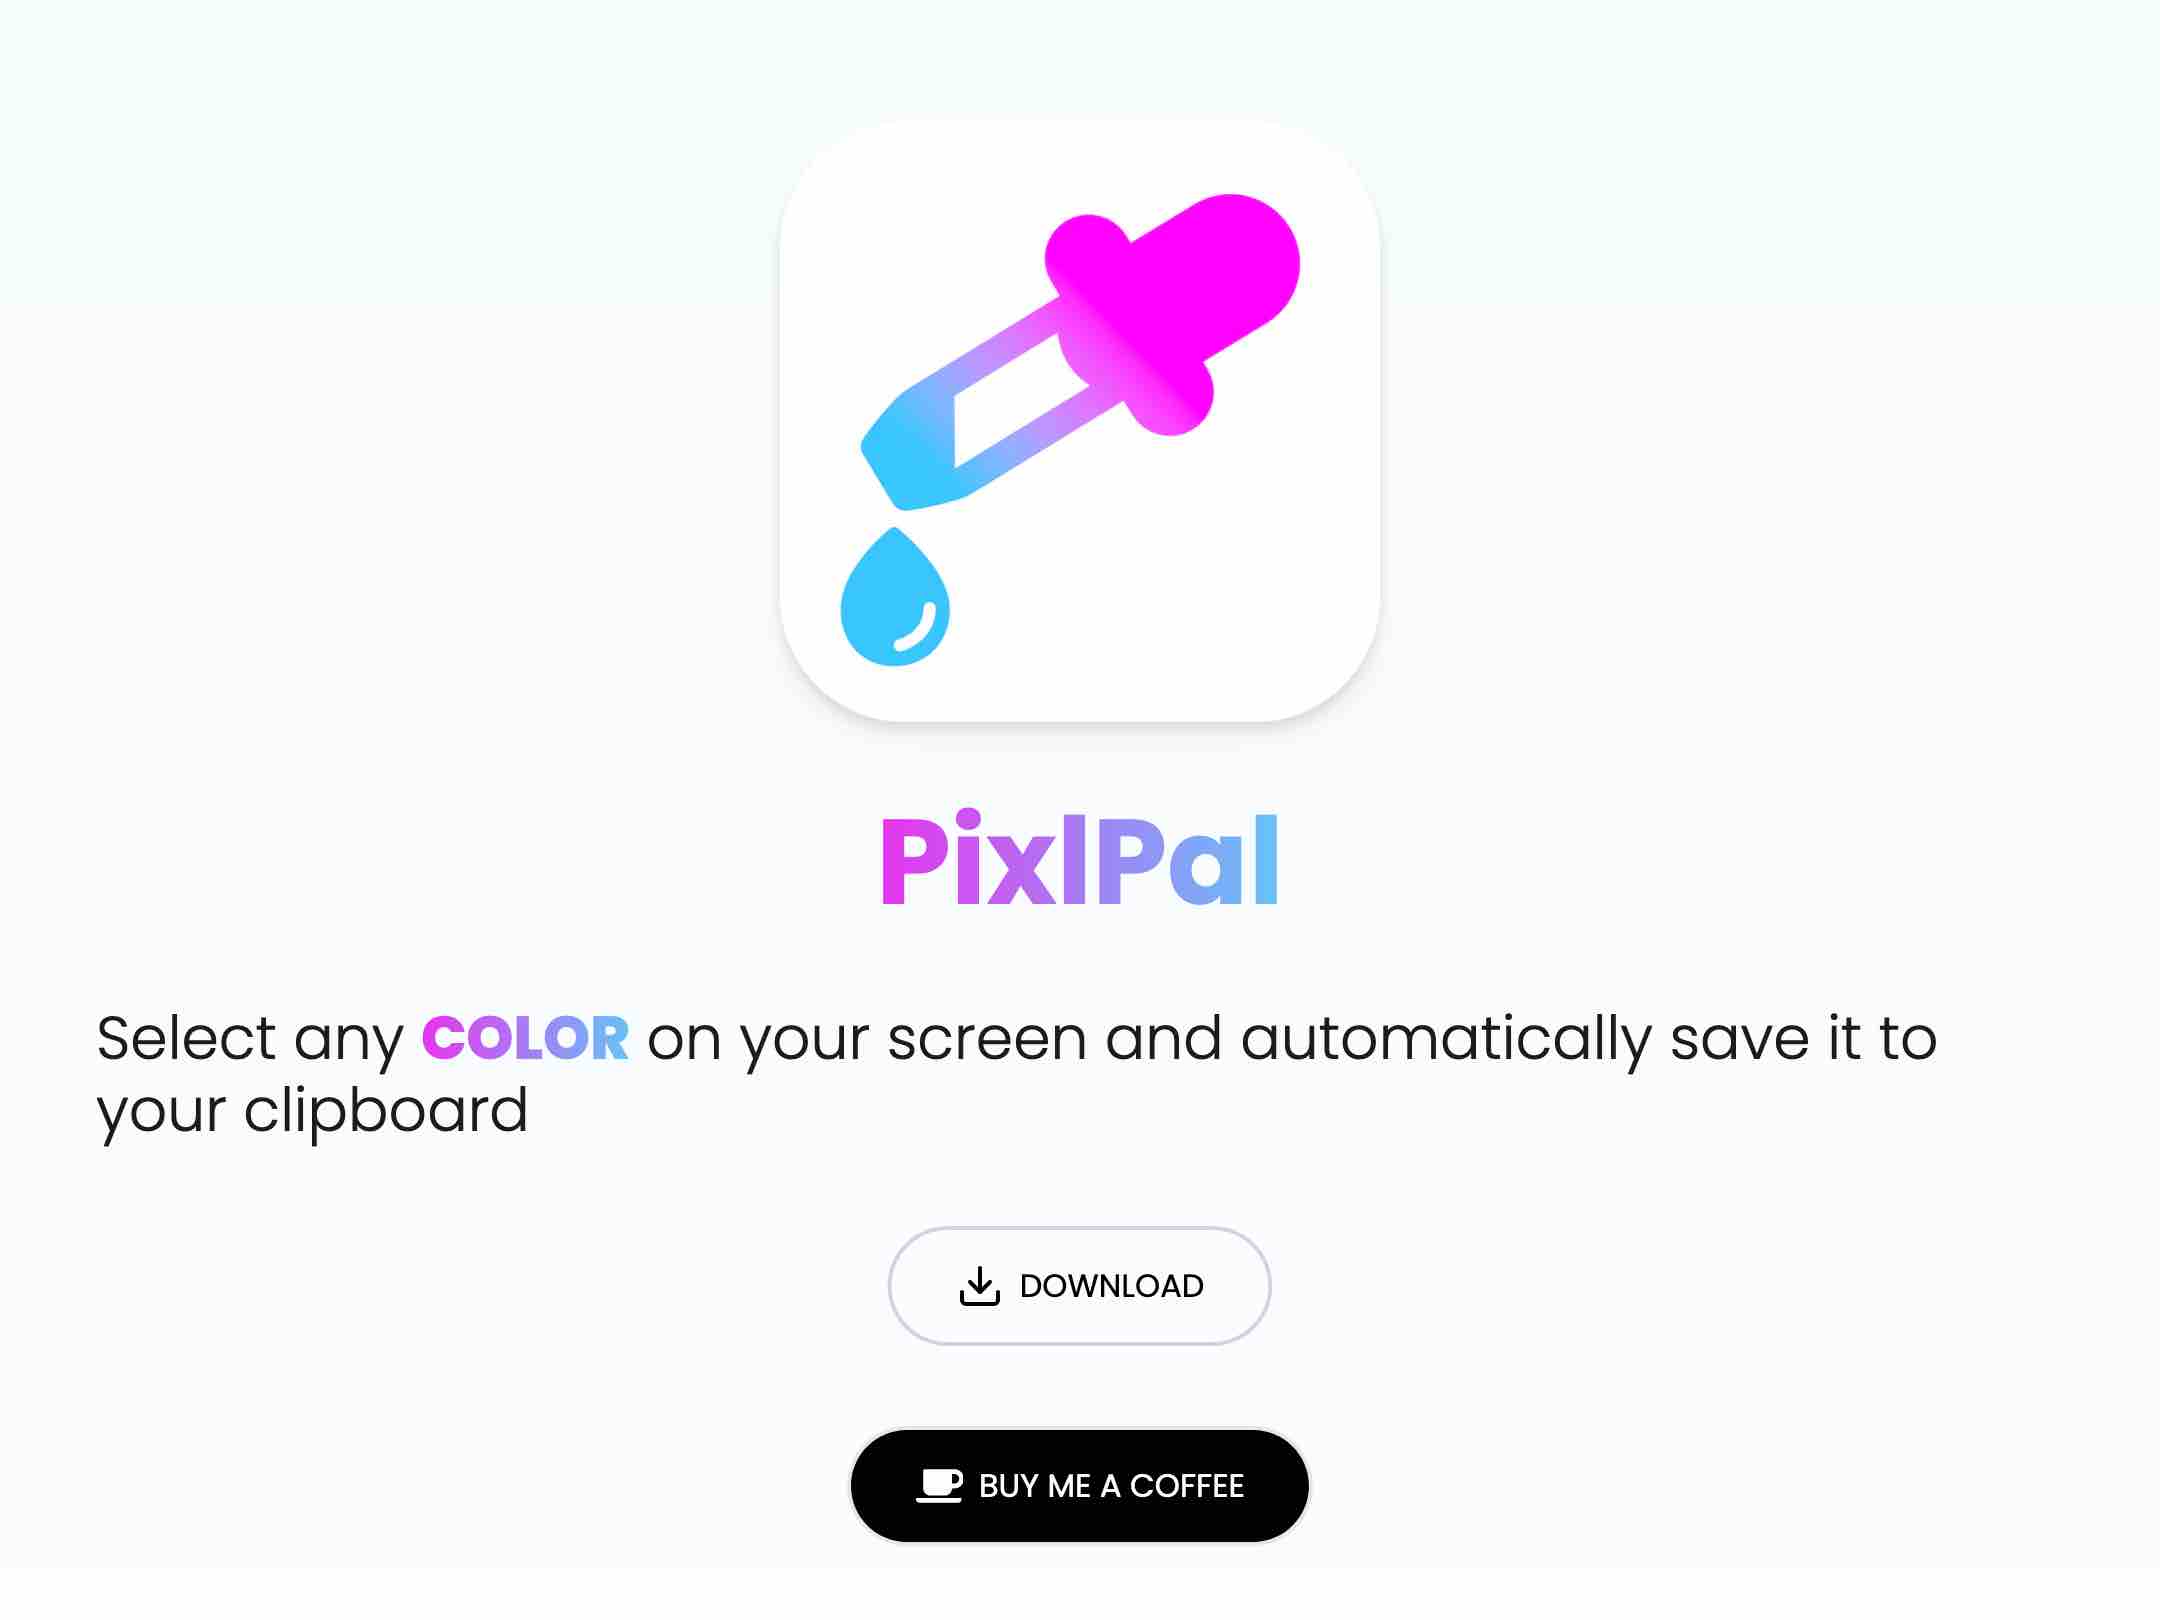 PixlPal
Select any COLOR on your screen and automatically save it to
your clipboard
DOWNLOAD
BUY ME A COFFEE